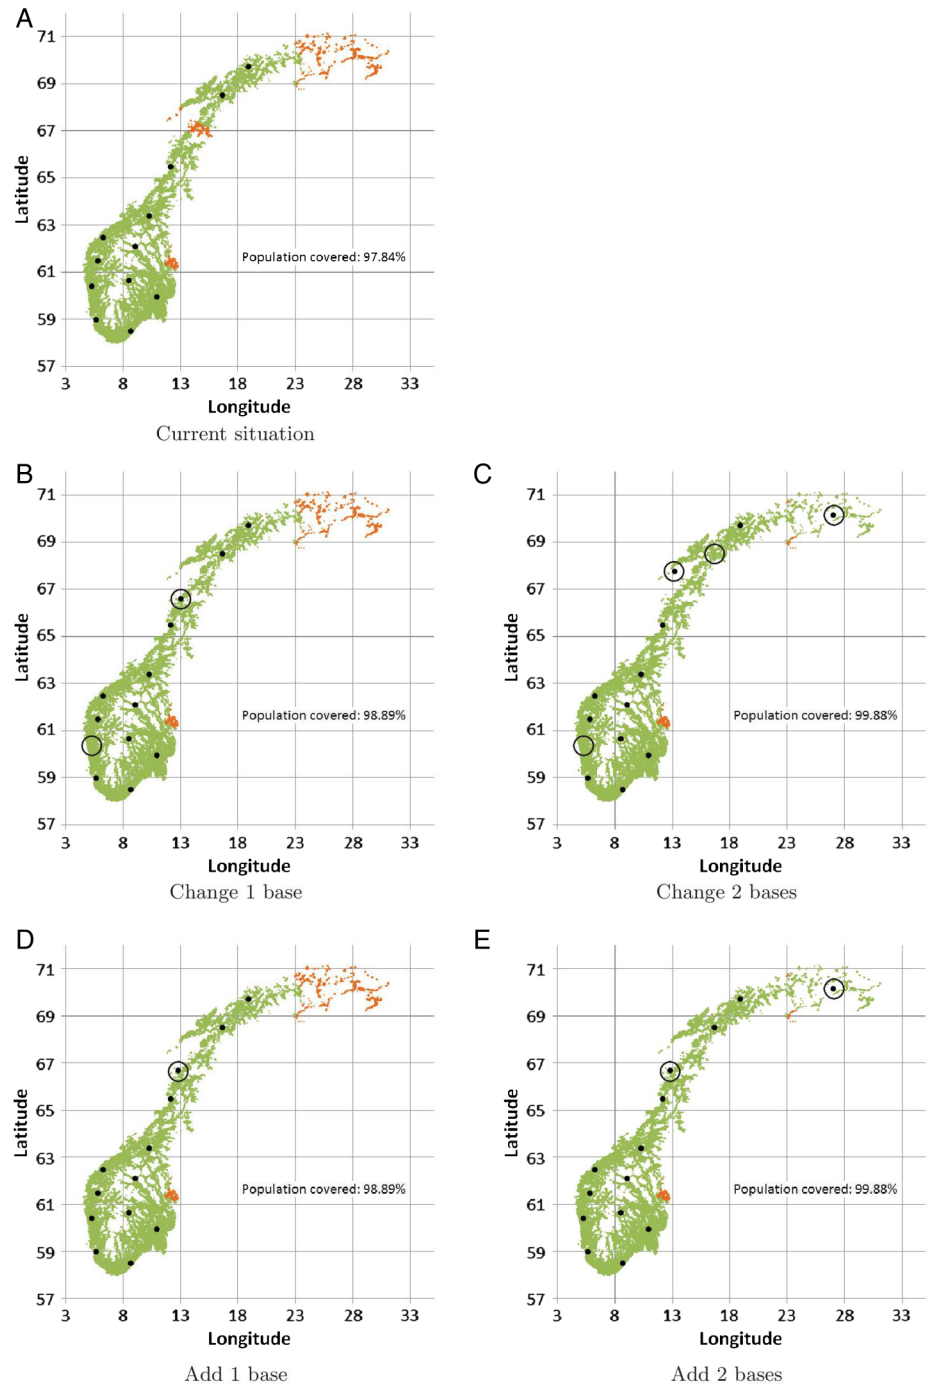 A
71
69
67
65
63
61
59
57
Latitude
Population covered: 97.84%
3 8 13 18 23 28 33
Longitude
Current situation
B
71
69
67
65
63
61
59
57
Latitude
Population covered: 98.89%
3 8 13 18 23 28 33
Longitude
Change 1 base
C
71
69
67
65
63
61
59
57
Latitude
Population covered: 99.88%
3 8 13 18 23 28 33
Longitude
Change 2 bases
D
71
69
67
65
63
61
59
57
Latitude
Population covered: 98.89%
3 8 13 18 23 28 33
Longitude
Add 1 base
E
71
69
67
65
63
61
59
57
Latitude
Population covered: 99.88%
3 8 13 18 23 28 33
Longitude
Add 2 bases